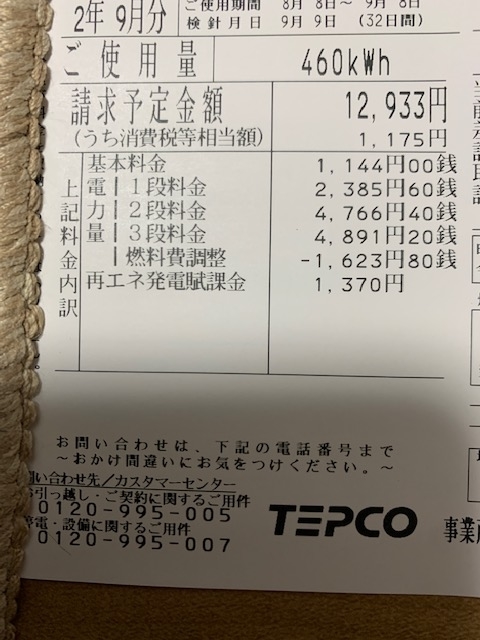 2年 9月分
ご使用期間 8月 8日〜 9月 8日
検針月日 9月 9日 (32日間)
ご使用量 460kWh
請求予定金額 12,933円
(うち消費税等相当額) 1,175円
上記料金内訳
基本料金 1,144円00銭
電力量
1段料金 2,385円60銭
2段料金 4,766円40銭
3段料金 4,891円20銭
燃料費調整 -1,623円80銭
再エネ発電賦課金 1,370円
お問い合わせは、下記の電話番号まで
〜おかけ間違いにお気をつけください。〜
問い合わせ先/カスタマーセンター
お引っ越し・ご契約に関するご用件
0120-995-005
停電・設備に関するご用件
0120-995-007
TEPCO
事業所